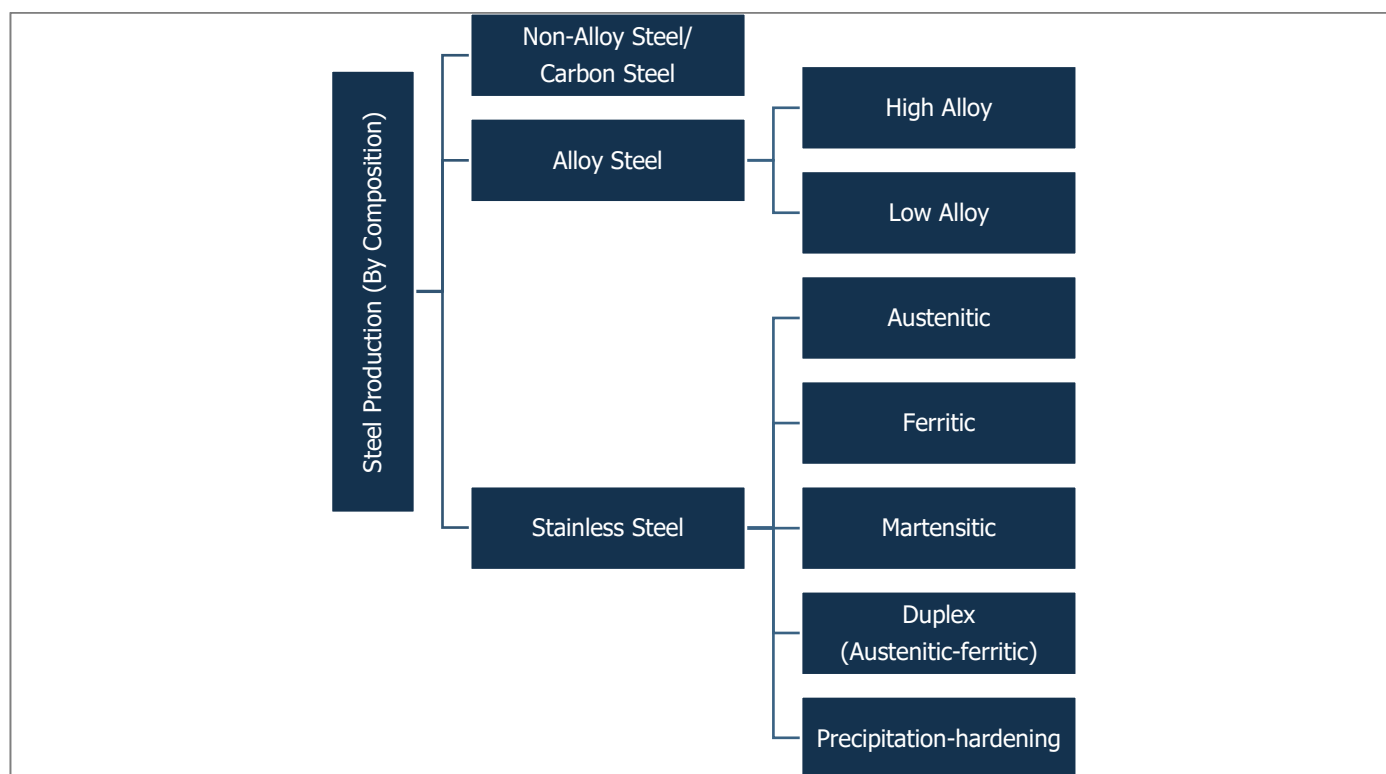 Steel Production (By Composition)
Non-Alloy Steel/
Carbon Steel
Alloy Steel
High Alloy
Low Alloy
Stainless Steel
Austenitic
Ferritic
Martensitic
Duplex
(Austenitic-ferritic)
Precipitation-hardening